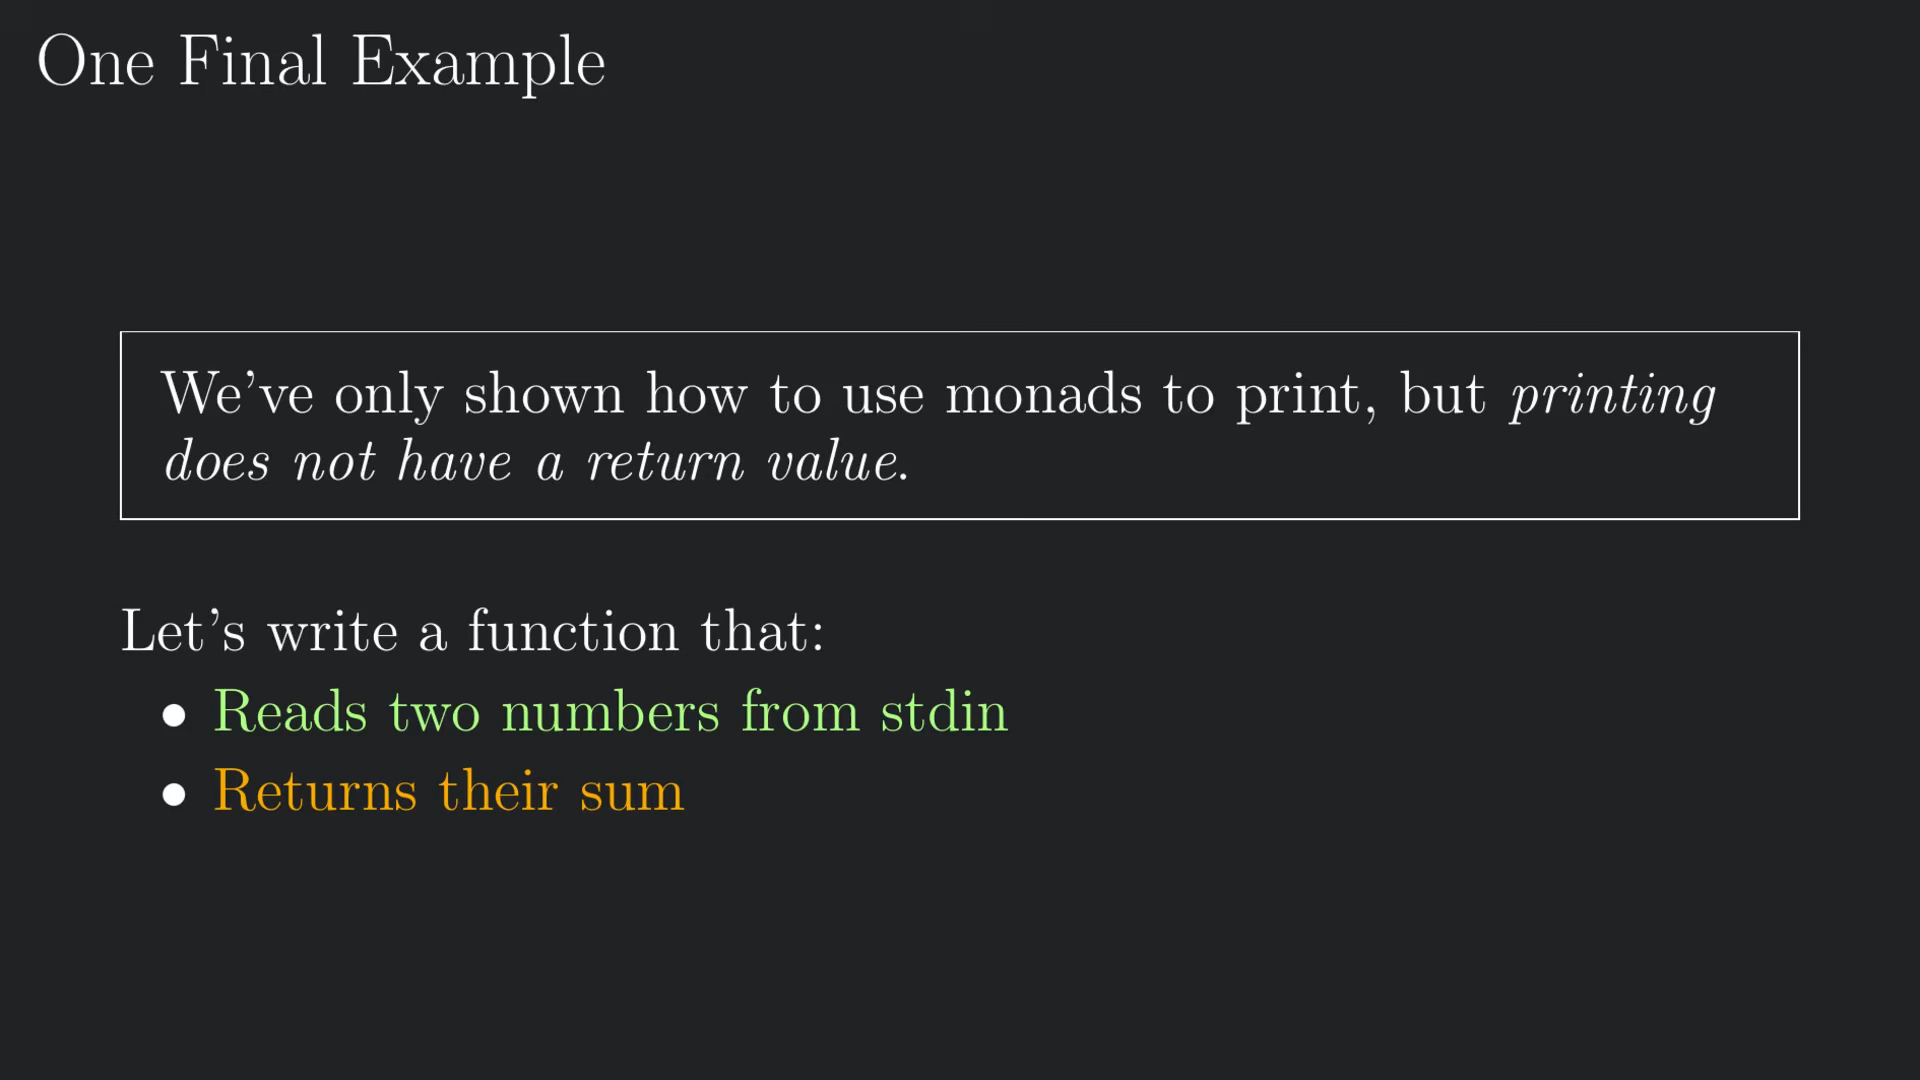 One Final Example
We've only shown how to use monads to print, but printing
does not have a return value.
Let's write a function that:
• Reads two numbers from stdin
• Returns their sum